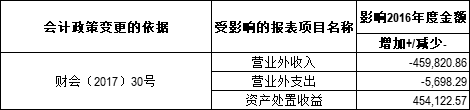 会计政策变更的依据 受影响的报表项目名称 影响2016年度金额
增加+/减少-
财会（2017）30号
营业外收入 -459,820.86
营业外支出 -5,698.29
资产处置收益 454,122.57